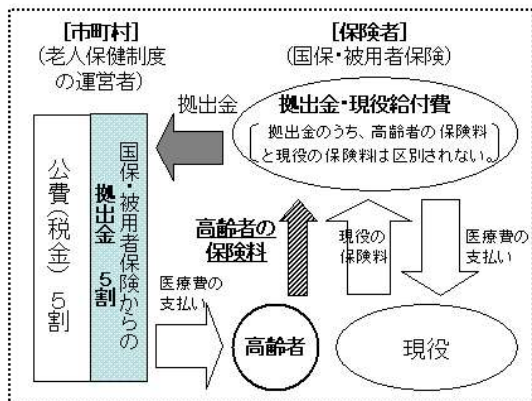 [市町村]
(老人保健制度
の運営者)
[保険者]
(国保・被用者保険)
拠出金
拠出金・現役給付費
拠出金のうち、高齢者の保険料
と現役の保険料は区別されない。
公費(税金) 5割
国保・被用者保険からの
拠出金 5割
高齢者の
保険料
現役の
保険料
医療費の
支払い
医療費の
支払い
高齢者
現役